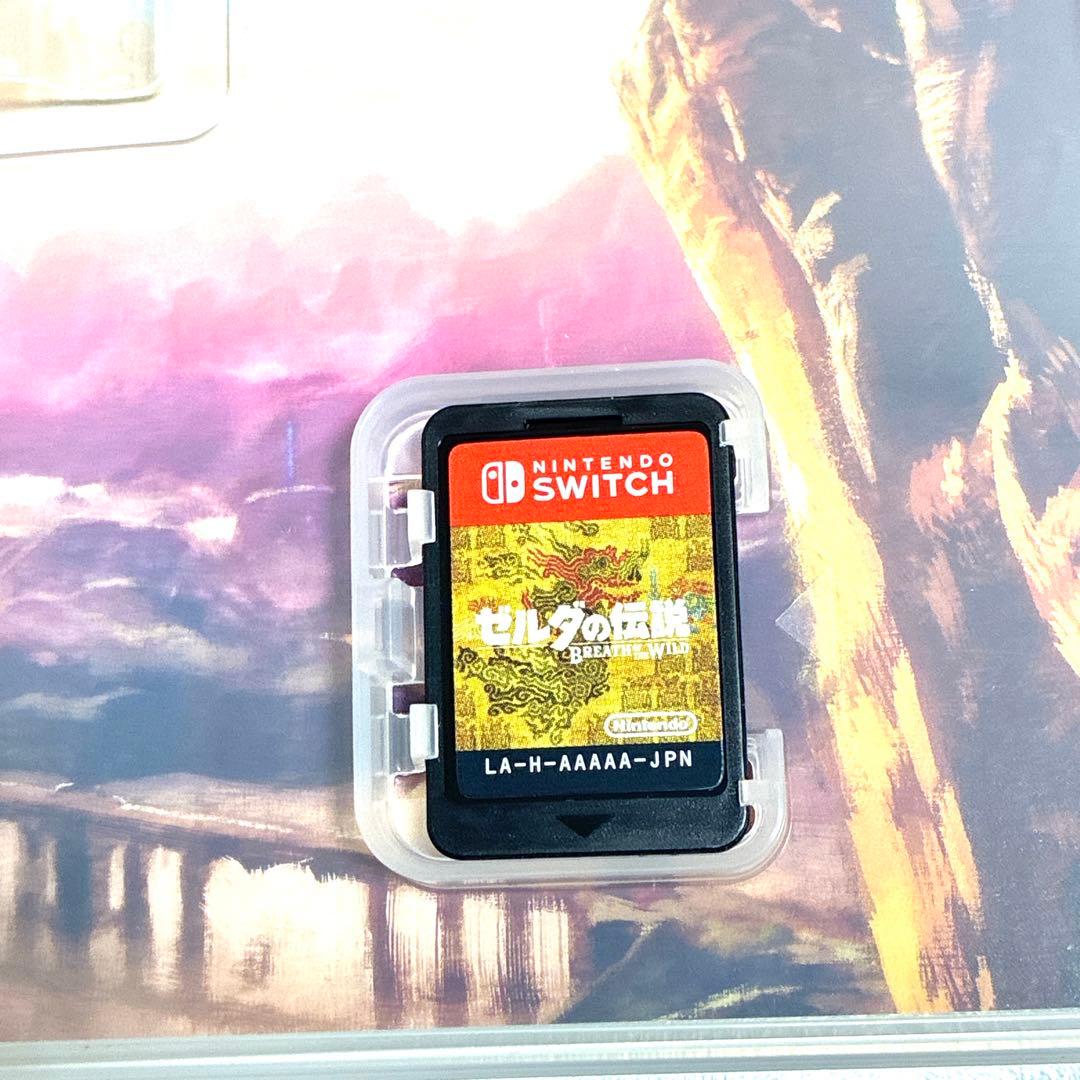 NINTENDO
SWITCH
ゼルダの伝説
BREATH OF THE WILD
Nintendo
LA-H-AAAAA-JPN